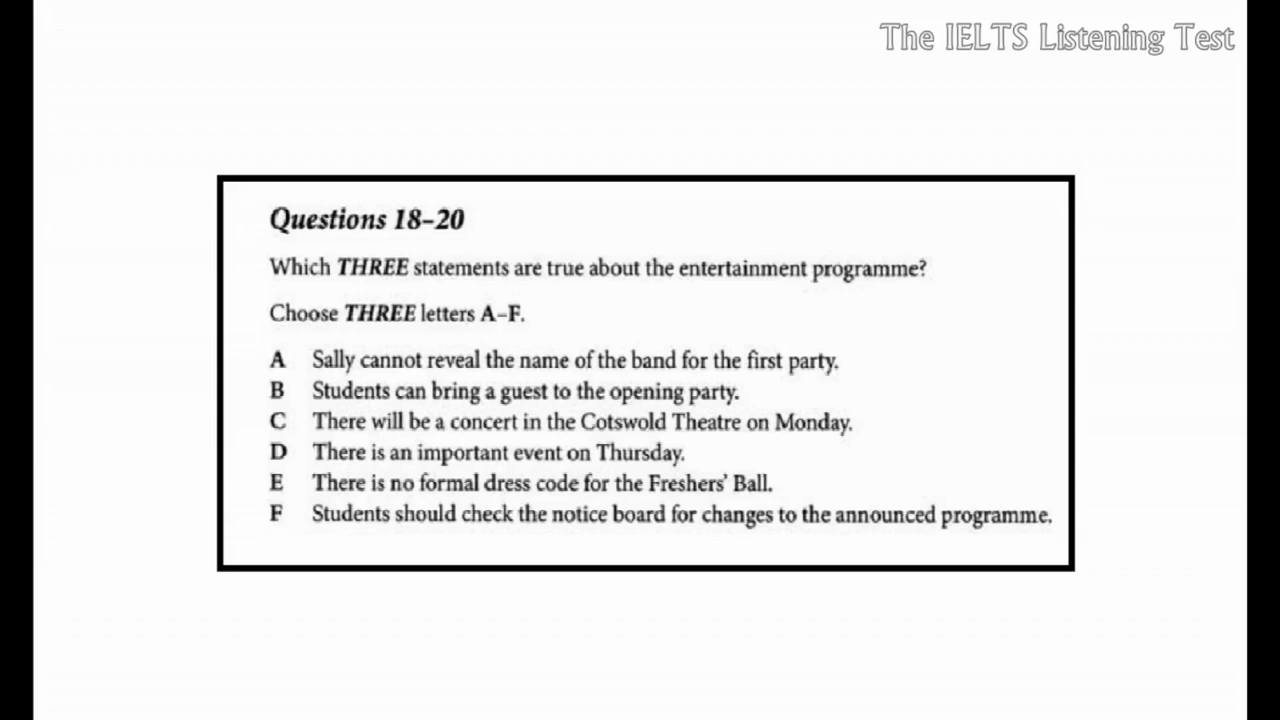 The IELTS Listening Test
Questions 18–20
Which THREE statements are true about the entertainment programme?
Choose THREE letters A–F.
A Sally cannot reveal the name of the band for the first party.
B Students can bring a guest to the opening party.
C There will be a concert in the Cotswold Theatre on Monday.
D There is an important event on Thursday.
E There is no formal dress code for the Freshers' Ball.
F Students should check the notice board for changes to the announced programme.